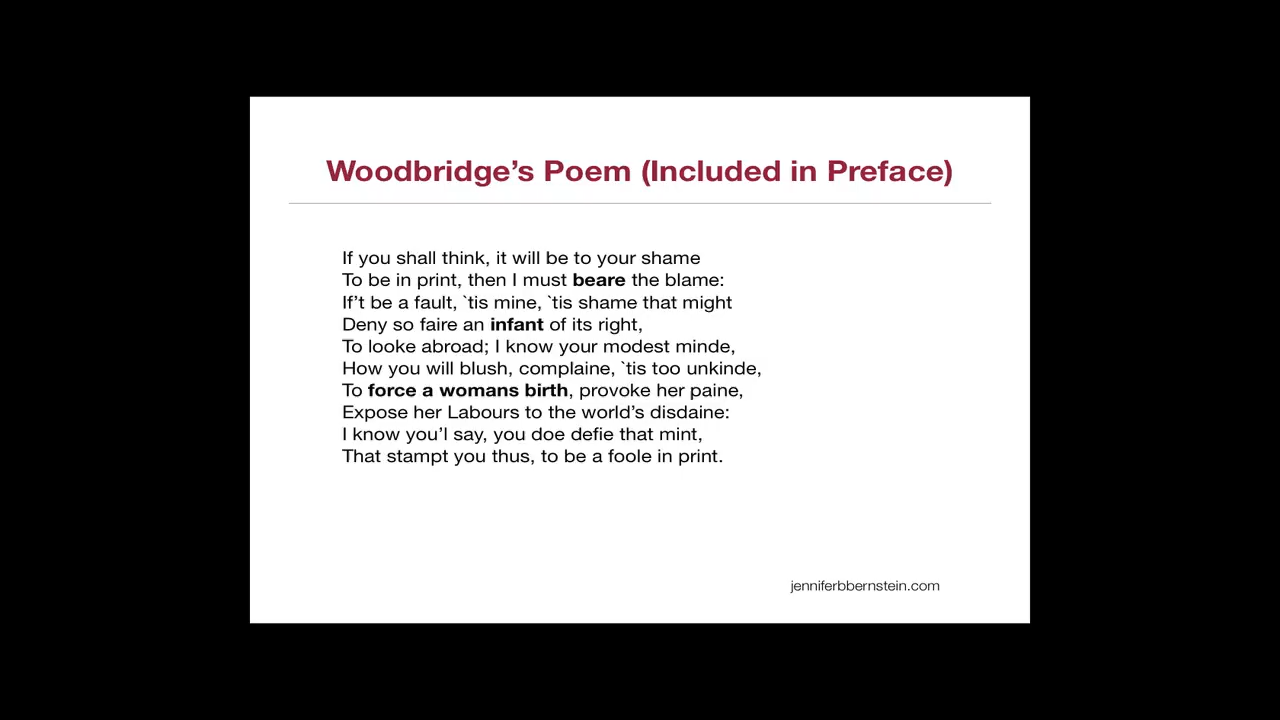 Woodbridge’s Poem (Included in Preface)
If you shall think, it will be to your shame
To be in print, then I must beare the blame:
If’t be a fault, `tis mine, `tis shame that might
Deny so faire an infant of its right,
To looke abroad; I know your modest minde,
How you will blush, complaine, `tis too unkinde,
To force a womans birth, provoke her paine,
Expose her Labours to the world’s disdaine:
I know you’l say, you doe defie that mint,
That stampt you thus, to be a foole in print.
jenniferbbernstein.com